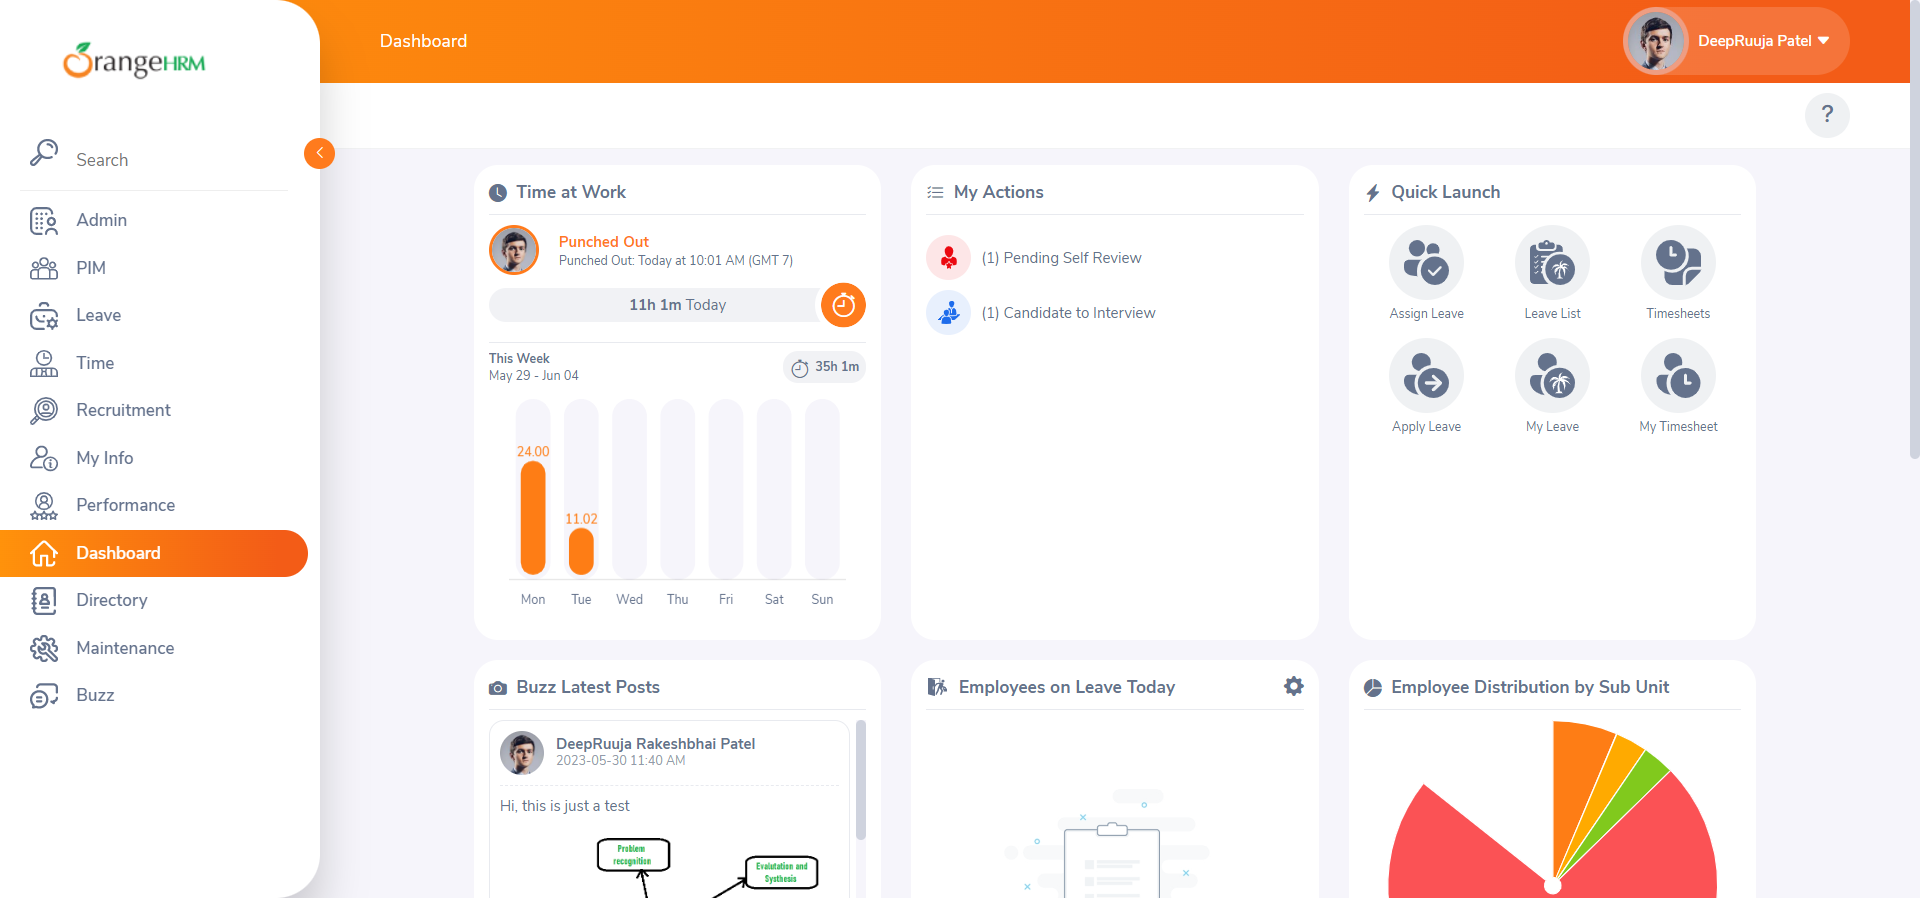 OrangeHRM
Dashboard
DeepRuuja Patel
?
Search
Admin
PIM
Leave
Time
Recruitment
My Info
Performance
Dashboard
Directory
Maintenance
Buzz
Time at Work
Punched Out
Punched Out: Today at 10:01 AM (GMT 7)
11h 1m Today
This Week
May 29 - Jun 04
35h 1m
24.00
11.02
Mon Tue Wed Thu Fri Sat Sun
My Actions
(1) Pending Self Review
(1) Candidate to Interview
Quick Launch
Assign Leave
Leave List
Timesheets
Apply Leave
My Leave
My Timesheet
Buzz Latest Posts
DeepRuuja Rakeshbhai Patel
2023-05-30 11:40 AM
Hi, this is just a test
Problem
recognition
Evalutation and
Systhesis
Employees on Leave Today
Employee Distribution by Sub Unit